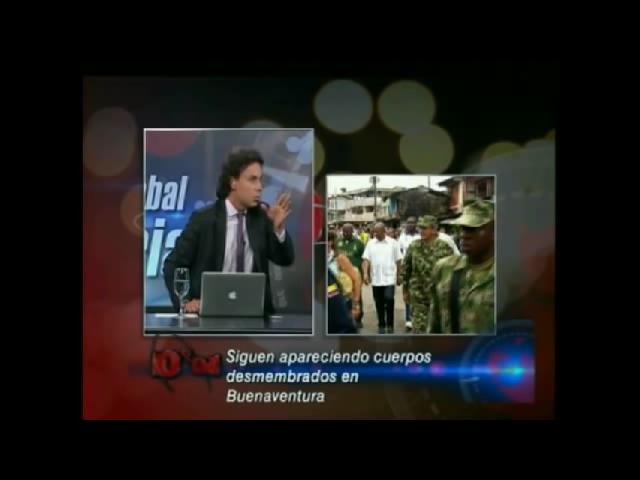 bal
Siguen apareciendo cuerpos
desmembrados en
Buenaventura